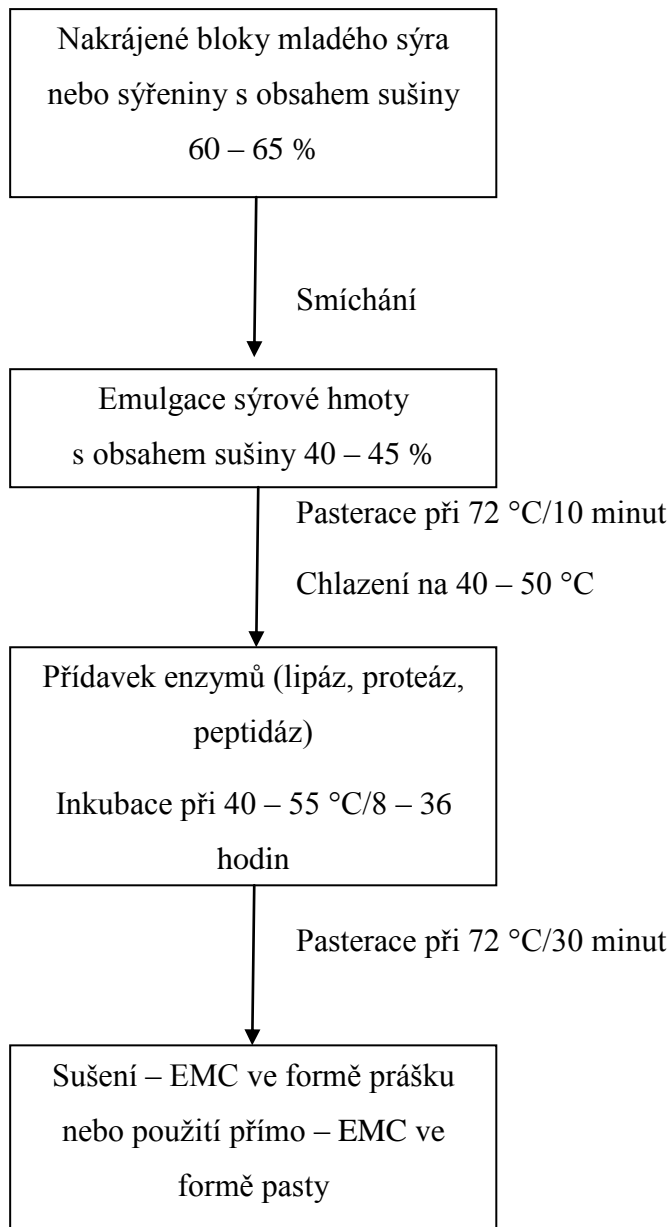 Nakrájené bloky mladého sýra
nebo sýřeniny s obsahem sušiny
60 – 65 %
Smíchání
Emulgace sýrové hmoty
s obsahem sušiny 40 – 45 %
Pasterace při 72 °C/10 minut
Chlazení na 40 – 50 °C
Přídavek enzymů (lipáz, proteáz,
peptidáz)
Inkubace při 40 – 55 °C/8 – 36
hodin
Pasterace při 72 °C/30 minut
Sušení – EMC ve formě prášku
nebo použití přímo – EMC ve
formě pasty